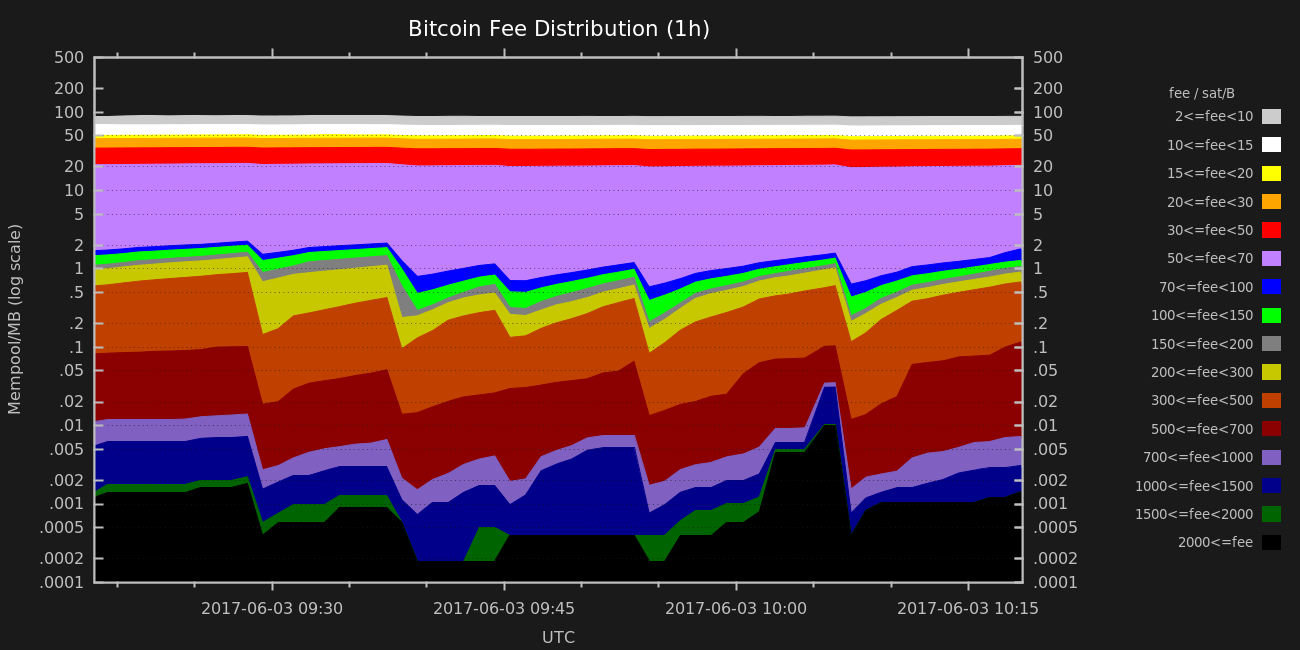 Bitcoin Fee Distribution (1h)
500
200
100
50
20
10
5
2
1
.5
.2
.1
.05
.02
.01
.005
.002
.001
.0005
.0002
.0001
Mempool/MB (log scale)
500
200
100
50
20
10
5
2
1
.5
.2
.1
.05
.02
.01
.005
.002
.001
.0005
.0002
.0001
2017-06-03 09:30
2017-06-03 09:45
2017-06-03 10:00
2017-06-03 10:15
UTC
fee / sat/B
2<=fee<10
10<=fee<15
15<=fee<20
20<=fee<30
30<=fee<50
50<=fee<70
70<=fee<100
100<=fee<150
150<=fee<200
200<=fee<300
300<=fee<500
500<=fee<700
700<=fee<1000
1000<=fee<1500
1500<=fee<2000
2000<=fee